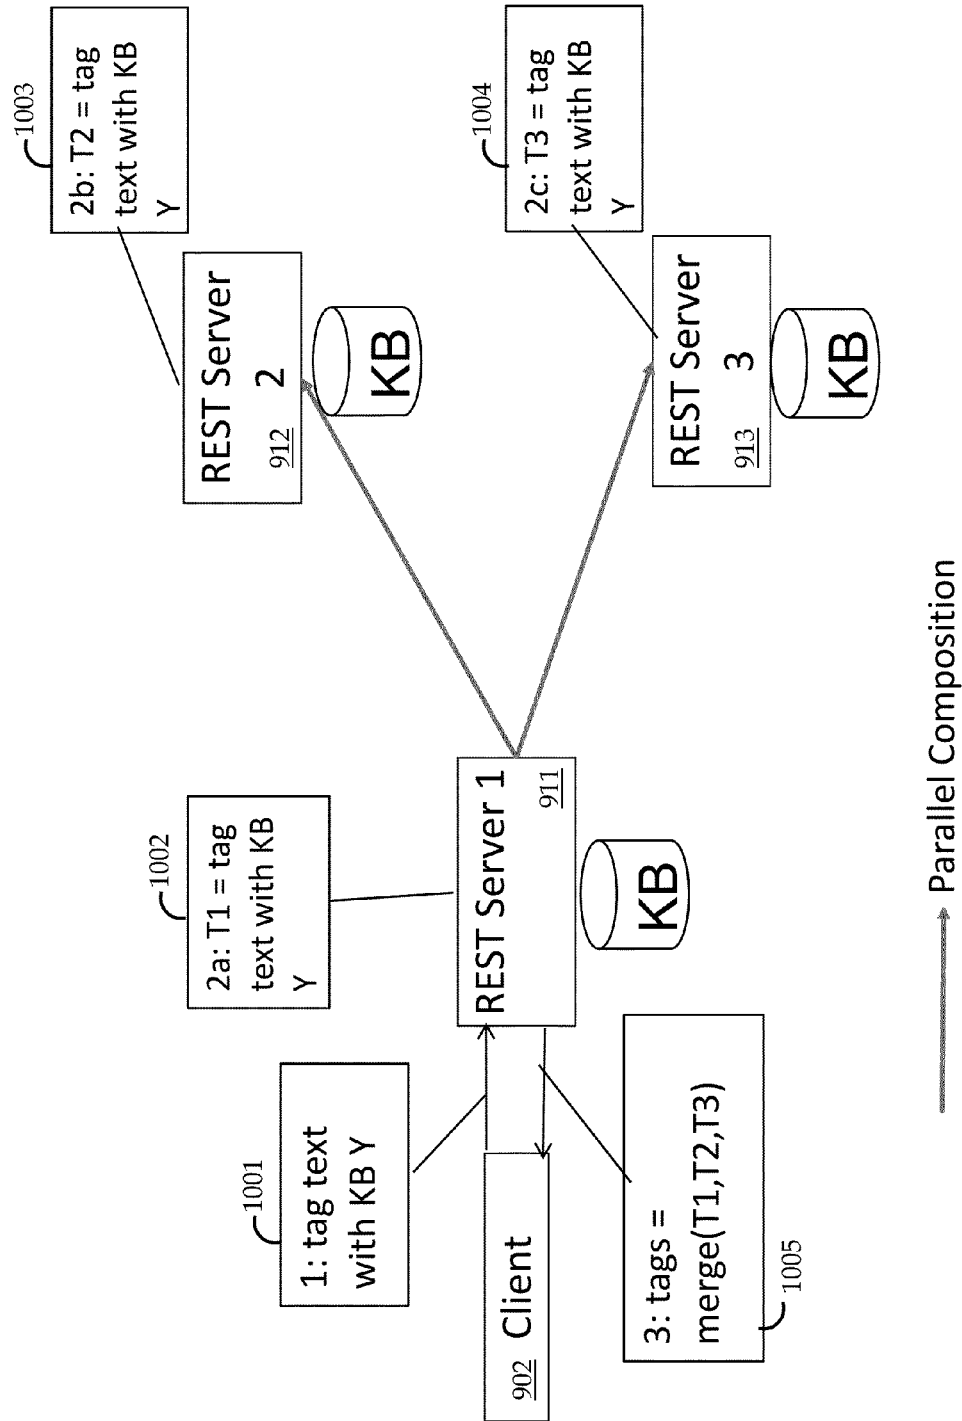 1001
1: tag text
with KB Y
902
Client
3: tags =
merge(T1,T2,T3)
1005
1002
2a: T1 = tag
text with KB
Y
REST Server 1
911
KB
1003
2b: T2 = tag
text with KB
Y
REST Server
2
912
KB
1004
2c: T3 = tag
text with KB
Y
REST Server
3
913
KB
Parallel Composition